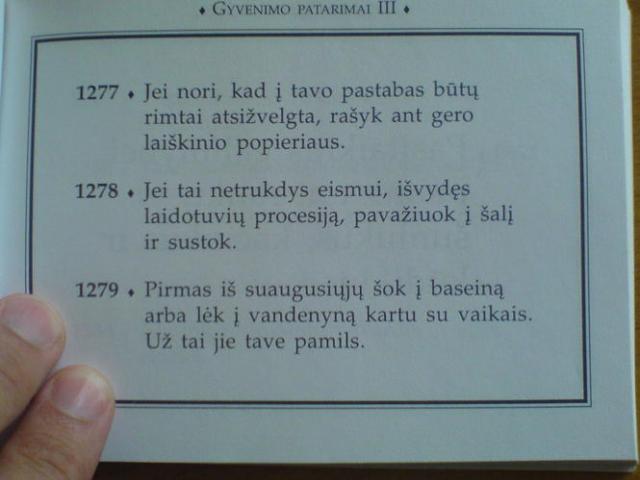 ♦ GYVENIMO PATARIMAI III ♦
1277 ♦ Jei nori, kad į tavo pastabas būtų
rimtai atsižvelgta, rašyk ant gero
laiškinio popieriaus.
1278 ♦ Jei tai netrukdys eismui, išvydęs
laidotuvių procesiją, pavažiuok į šalį
ir sustok.
1279 ♦ Pirmas iš suaugusiųjų šok į baseiną
arba lėk į vandenyną kartu su vaikais.
Už tai jie tave pamils.